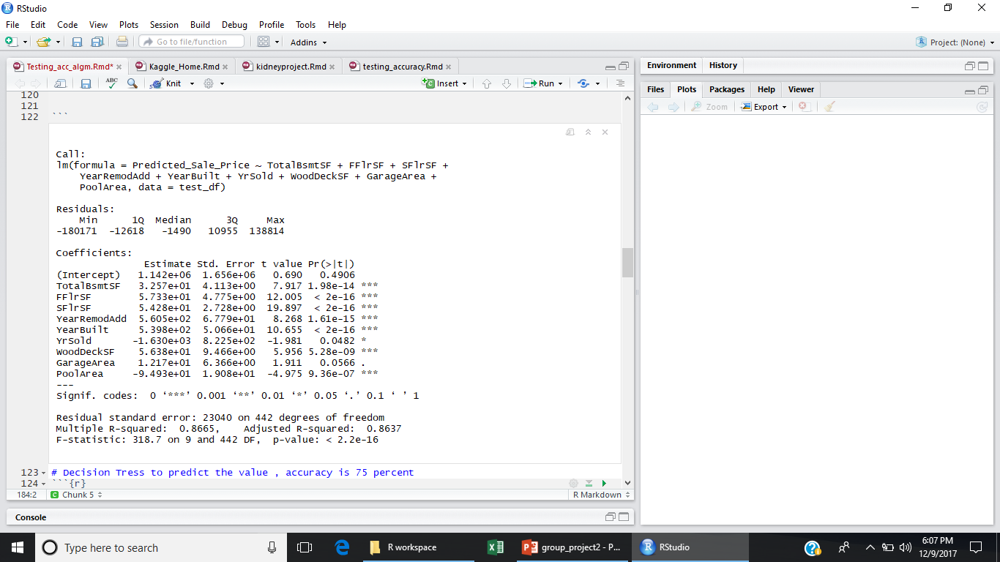 RStudio
File Edit Code View Plots Session Build Debug Profile Tools Help
Go to file/function Addins Project: (None)
Testing_acc_algm.Rmd* Kaggle_Home.Rmd kidneyproject.Rmd testing_accuracy.Rmd
ABC Knit Insert Run
120
121
122 ```
Call:
lm(formula = Predicted_Sale_Price ~ TotalBsmtSF + FFlrSF + SFlrSF +
    YearRemodAdd + YearBuilt + YrSold + WoodDeckSF + GarageArea +
    PoolArea, data = test_df)
Residuals:
    Min      1Q  Median      3Q     Max
-180171  -12618   -1490   10955  138814
Coefficients:
               Estimate Std. Error t value Pr(>|t|)
(Intercept)   1.142e+06  1.656e+06   0.690   0.4906
TotalBsmtSF   3.257e+01  4.113e+00   7.917 1.98e-14 ***
FFlrSF        5.733e+01  4.775e+00  12.005  < 2e-16 ***
SFlrSF        5.428e+01  2.728e+00  19.897  < 2e-16 ***
YearRemodAdd  5.605e+02  6.779e+01   8.268 1.61e-15 ***
YearBuilt     5.398e+02  5.066e+01  10.655  < 2e-16 ***
YrSold       -1.630e+03  8.225e+02  -1.981   0.0482 *
WoodDeckSF    5.638e+01  9.466e+00   5.956 5.28e-09 ***
GarageArea    1.217e+01  6.366e+00   1.911   0.0566 .
PoolArea     -9.493e+01  1.908e+01  -4.975 9.36e-07 ***
---
Signif. codes:  0 ‘***’ 0.001 ‘**’ 0.01 ‘*’ 0.05 ‘.’ 0.1 ‘ ’ 1
Residual standard error: 23040 on 442 degrees of freedom
Multiple R-squared:  0.8665,	Adjusted R-squared:  0.8637
F-statistic: 318.7 on 9 and 442 DF,  p-value: < 2.2e-16
123 # Decision Tress to predict the value , accuracy is 75 percent
124 ```{r}
184:2 C Chunk 5 R Markdown
Console
Environment History
Files Plots Packages Help Viewer
Zoom Export
Type here to search R workspace group_project2 - P... RStudio
6:07 PM
12/9/2017